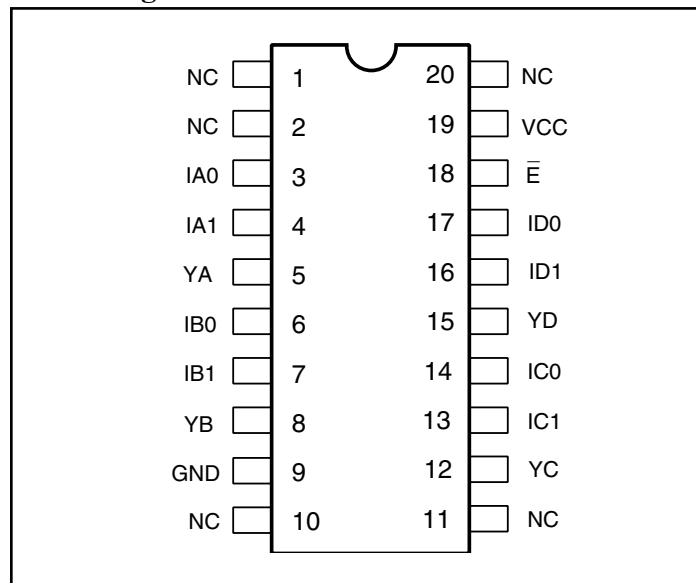 NC 1 20 NC
NC 2 19 VCC
IA0 3 18 E̅
IA1 4 17 ID0
YA 5 16 ID1
IB0 6 15 YD
IB1 7 14 IC0
YB 8 13 IC1
GND 9 12 YC
NC 10 11 NC